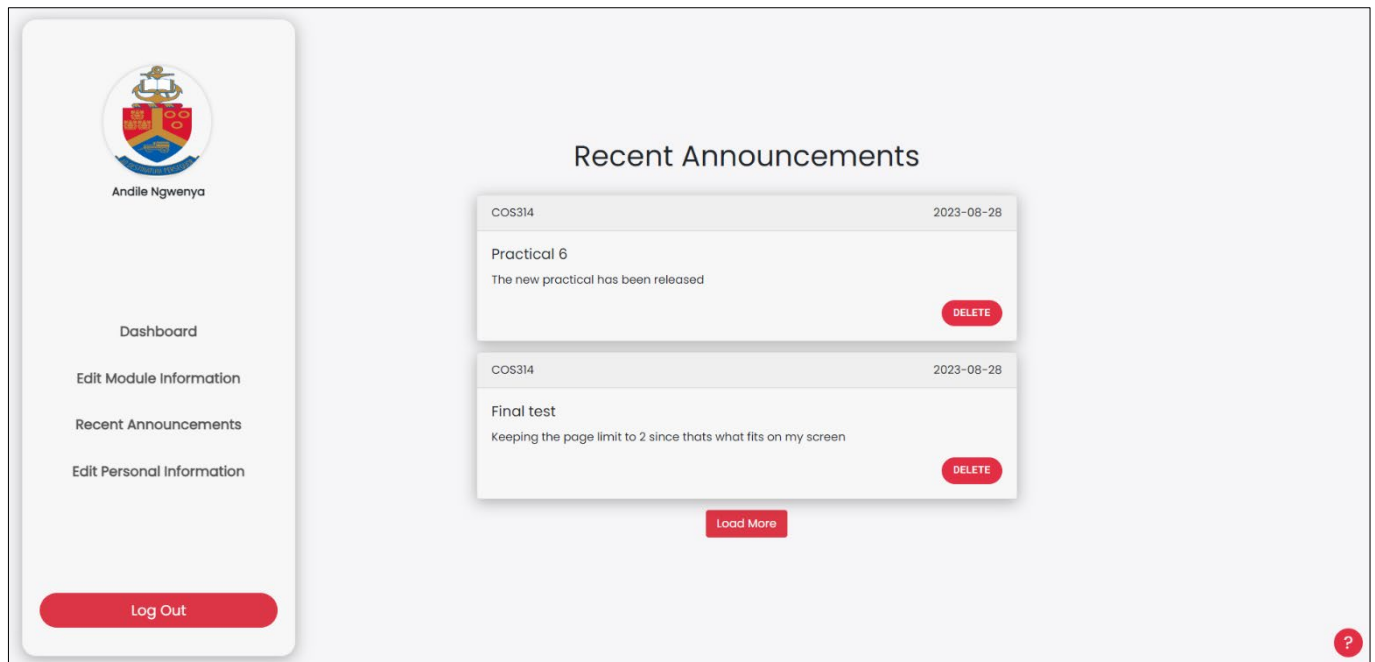 Andile Ngwenya
Dashboard
Edit Module Information
Recent Announcements
Edit Personal Information
Log Out
Recent Announcements
COS314 2023-08-28
Practical 6
The new practical has been released
DELETE
COS314 2023-08-28
Final test
Keeping the page limit to 2 since thats what fits on my screen
DELETE
Load More
?